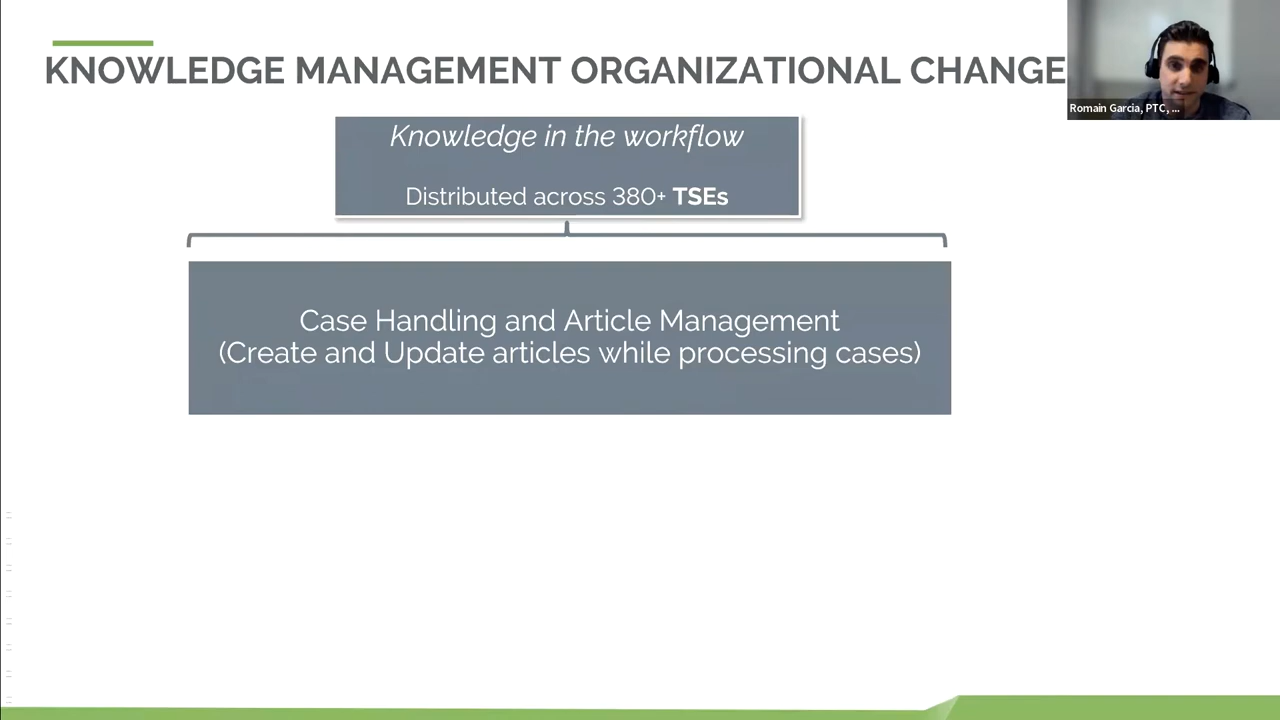 KNOWLEDGE MANAGEMENT ORGANIZATIONAL CHANGE
Romain Garcia, PTC, ...
Knowledge in the workflow
Distributed across 380+ TSEs
Case Handling and Article Management
(Create and Update articles while processing cases)